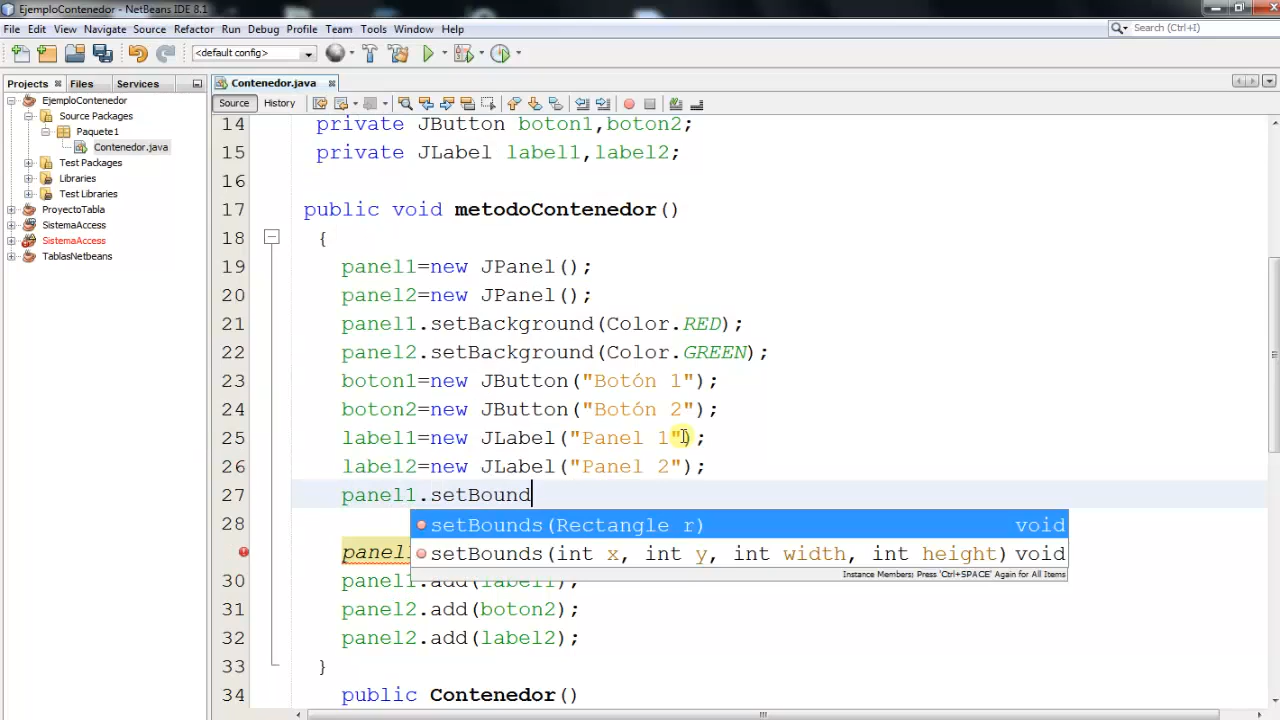 EjemploContenedor - NetBeans IDE 8.1
File Edit View Navigate Source Refactor Run Debug Profile Team Tools Window Help
Search (Ctrl+I)
<default config>
Projects Files Services
Contenedor.java
EjemploContenedor
Source Packages
Paquete1
Contenedor.java
Test Packages
Libraries
Test Libraries
ProyectoTabla
SistemaAccess
SistemaAccess
TablasNetbeans
Source History
14 private JButton boton1,boton2;
15 private JLabel label1,label2;
16
17 public void metodoContenedor()
18 {
19 panel1=new JPanel();
20 panel2=new JPanel();
21 panel1.setBackground(Color.RED);
22 panel2.setBackground(Color.GREEN);
23 boton1=new JButton("Botón 1");
24 boton2=new JButton("Botón 2");
25 label1=new JLabel("Panel 1");
26 label2=new JLabel("Panel 2");
27 panel1.setBound
setBounds(Rectangle r) void
28
setBounds(int x, int y, int width, int height) void
Instance Members; Press 'Ctrl+SPACE' Again for All Items
30 panel1.add(label1);
31 panel2.add(boton2);
32 panel2.add(label2);
33 }
34 public Contenedor()